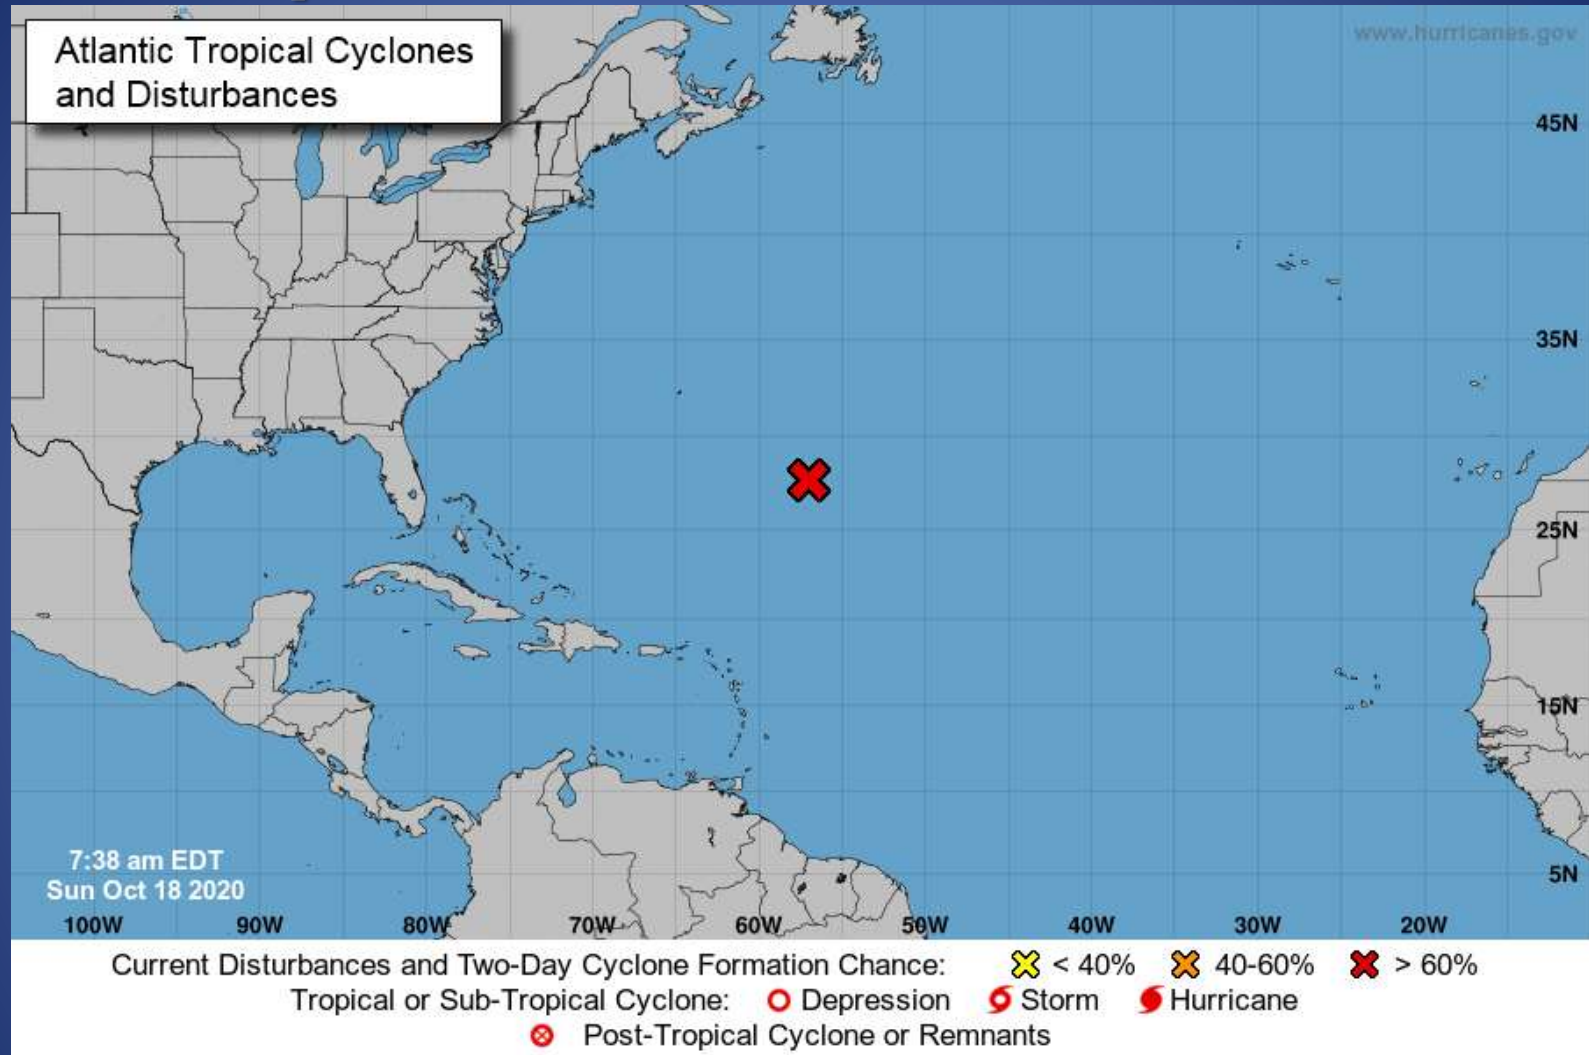 Atlantic Tropical Cyclones
and Disturbances
www.hurricanes.gov
45N
35N
25N
15N
5N
7:38 am EDT
Sun Oct 18 2020
100W 90W 80W 70W 60W 50W 40W 30W 20W
Current Disturbances and Two-Day Cyclone Formation Chance: < 40% 40-60% > 60%
Tropical or Sub-Tropical Cyclone: Depression Storm Hurricane
Post-Tropical Cyclone or Remnants